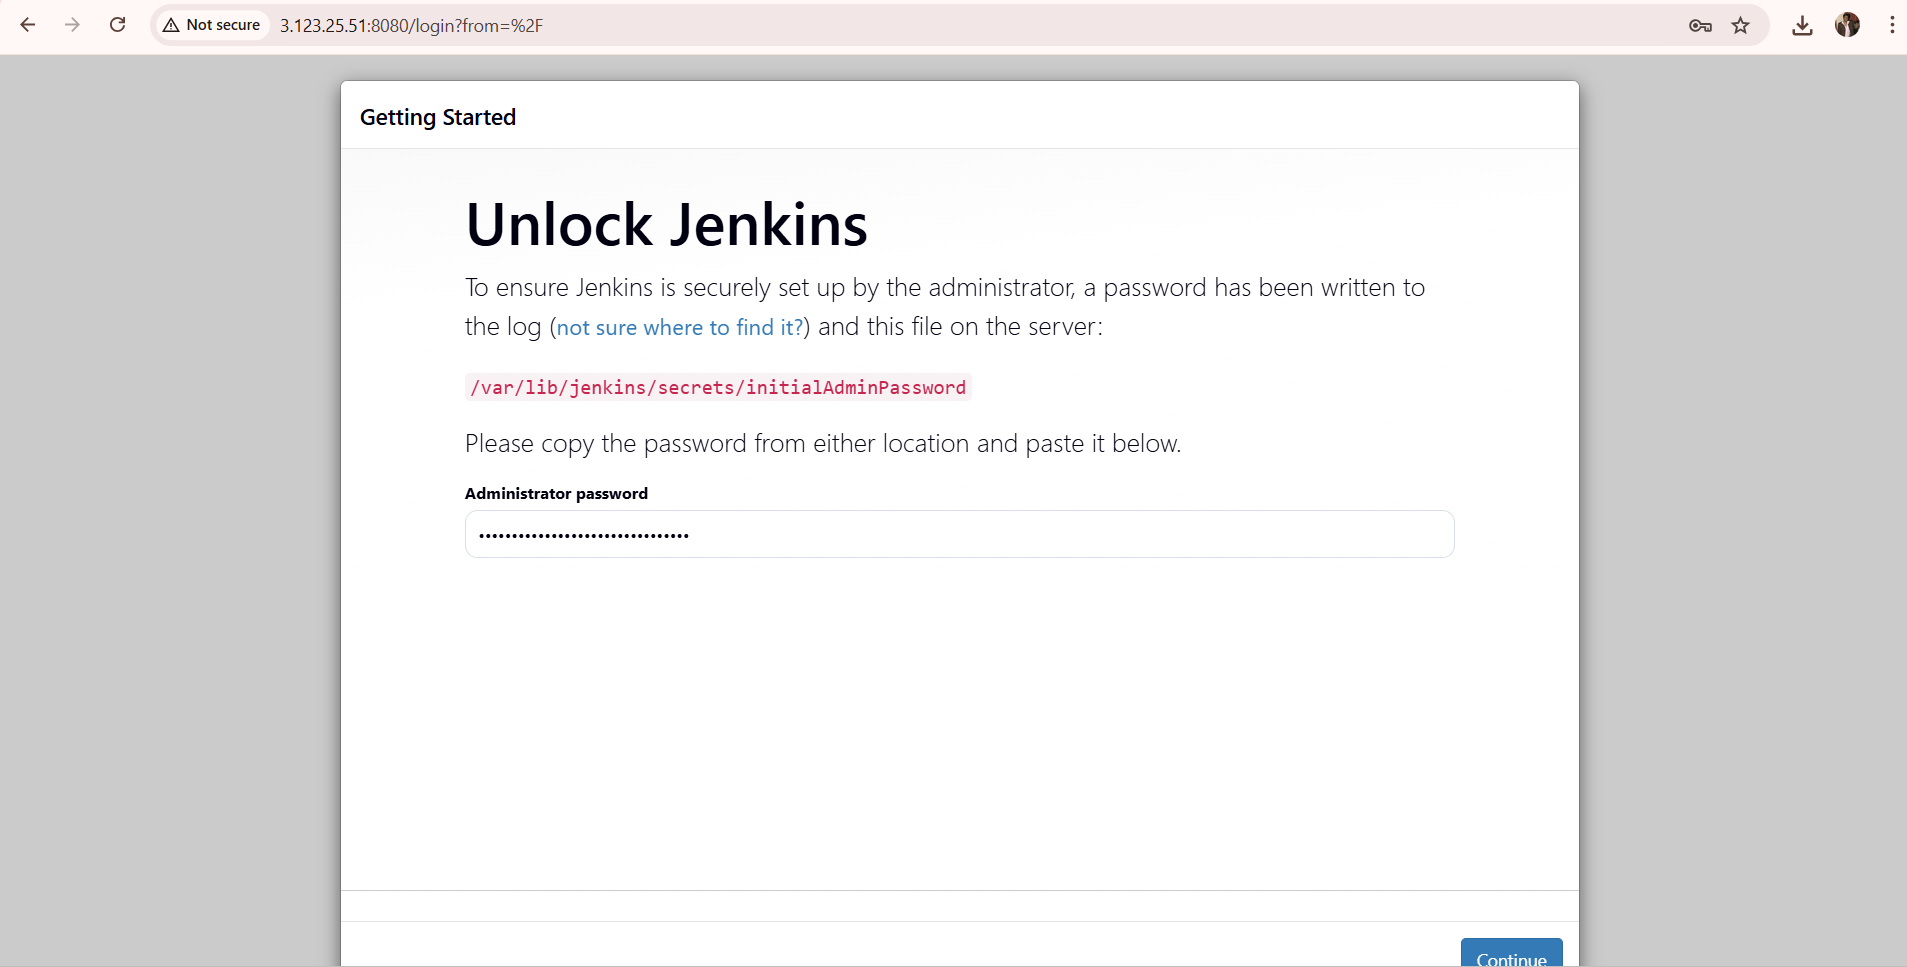 Not secure 3.123.25.51:8080/login?from=%2F
Getting Started
Unlock Jenkins
To ensure Jenkins is securely set up by the administrator, a password has been written to
the log (not sure where to find it?) and this file on the server:
/var/lib/jenkins/secrets/initialAdminPassword
Please copy the password from either location and paste it below.
Administrator password
••••••••••••••••••••••••••••••••
Continue